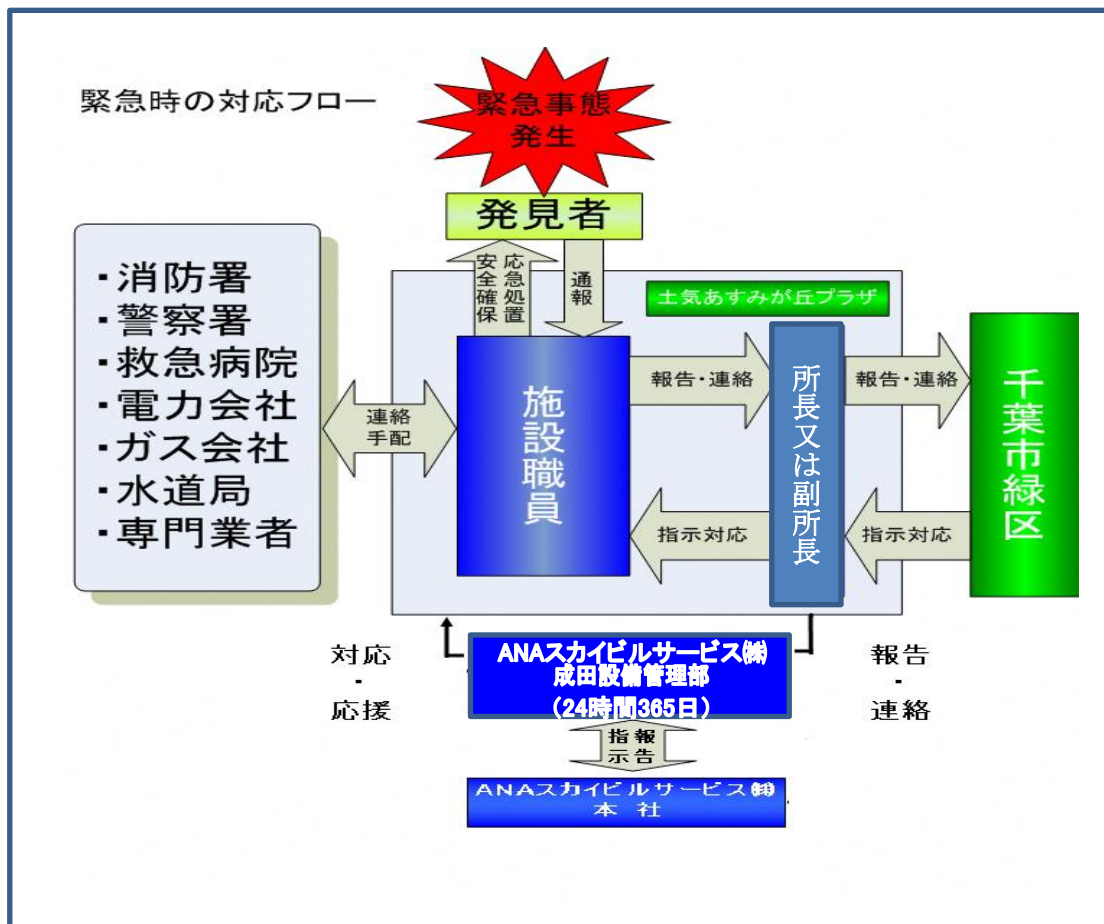 緊急時の対応フロー
緊急事態
発生
発見者
安全確保
応急処置
通報
土気あすみが丘プラザ
・消防署
・警察署
・救急病院
・電力会社
・ガス会社
・水道局
・専門業者
連絡
手配
施設職員
報告・連絡
指示対応
所長又は副所長
報告・連絡
指示対応
千葉市緑区
対応
・
応援
ANAスカイビルサービス㈱
成田設備管理部
(24時間365日)
報告
・
連絡
指示
報告
ANAスカイビルサービス㈱
本 社